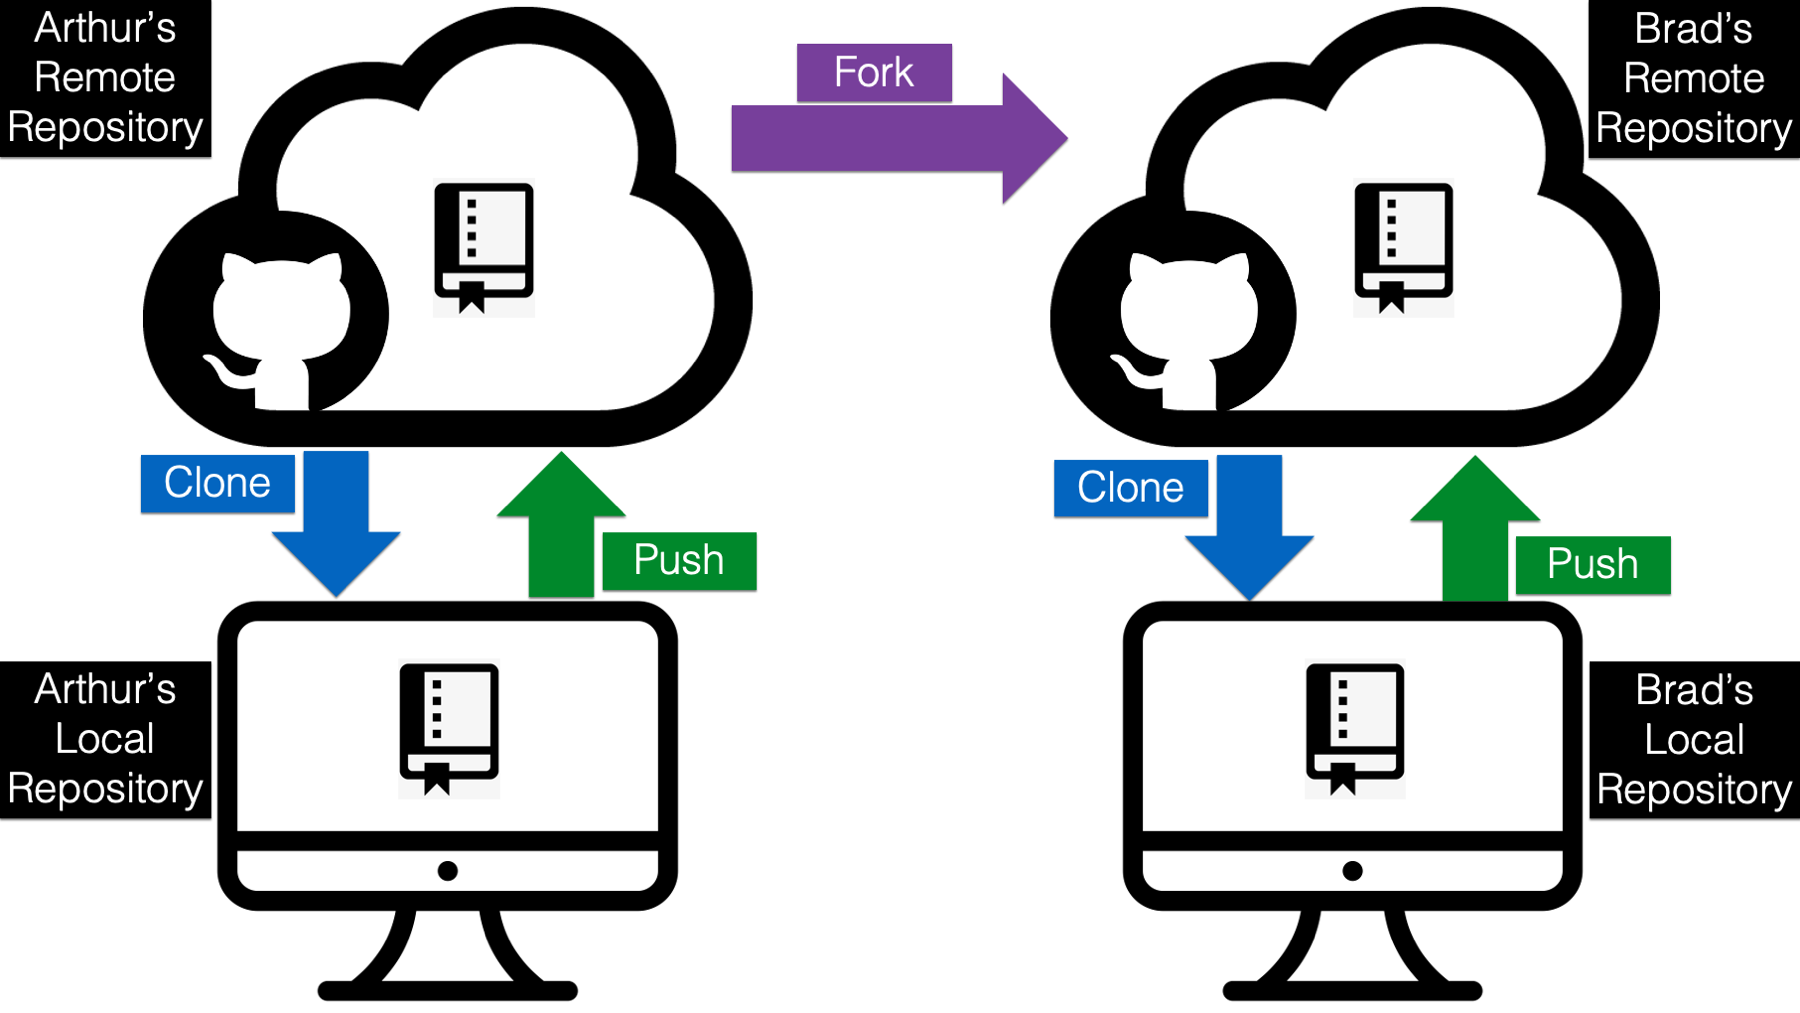 Arthur's
Remote
Repository
Fork
Brad's
Remote
Repository
Clone
Push
Clone
Push
Arthur's
Local
Repository
Brad's
Local
Repository